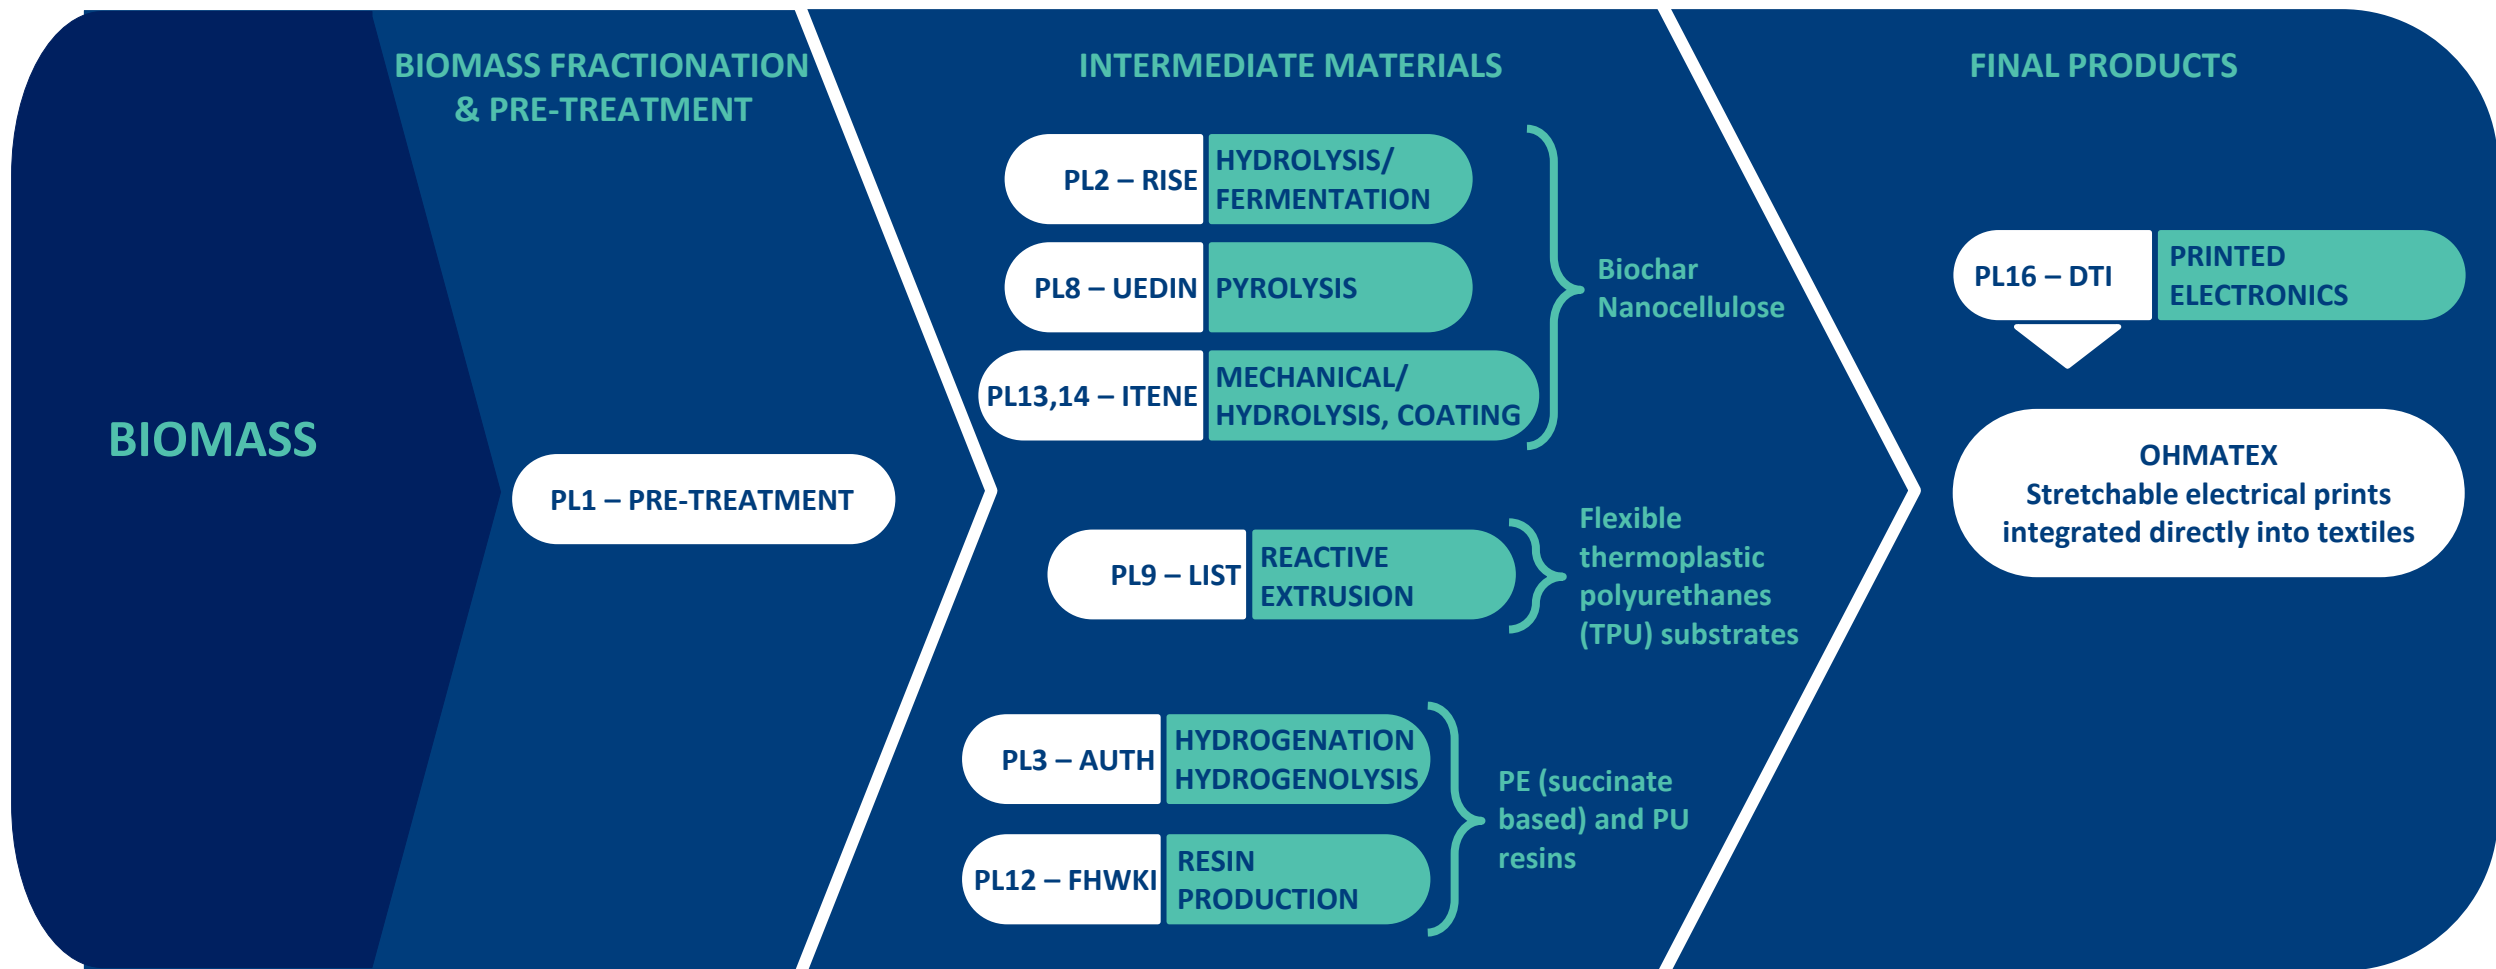 BIOMASS
BIOMASS FRACTIONATION
& PRE-TREATMENT
PL1 – PRE-TREATMENT
INTERMEDIATE MATERIALS
PL2 – RISE
HYDROLYSIS/
FERMENTATION
PL8 – UEDIN
PYROLYSIS
PL13,14 – ITENE
MECHANICAL/
HYDROLYSIS, COATING
Biochar
Nanocellulose
PL9 – LIST
REACTIVE
EXTRUSION
Flexible
thermoplastic
polyurethanes
(TPU) substrates
PL3 – AUTH
HYDROGENATION
HYDROGENOLYSIS
PL12 – FHWKI
RESIN
PRODUCTION
PE (succinate
based) and PU
resins
FINAL PRODUCTS
PL16 – DTI
PRINTED
ELECTRONICS
OHMATEX
Stretchable electrical prints
integrated directly into textiles